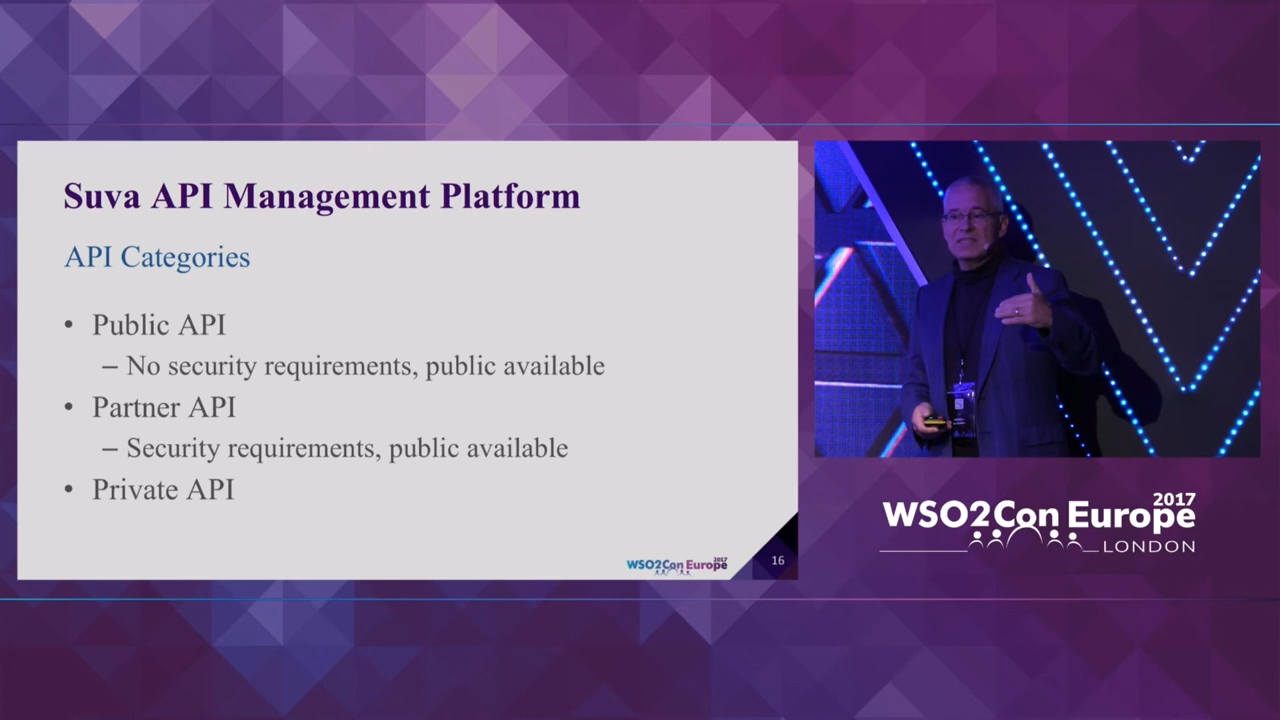 Suva API Management Platform
API Categories
• Public API
– No security requirements, public available
• Partner API
– Security requirements, public available
• Private API
WSO2Con Europe 2017
16
WSO2Con Europe 2017
LONDON